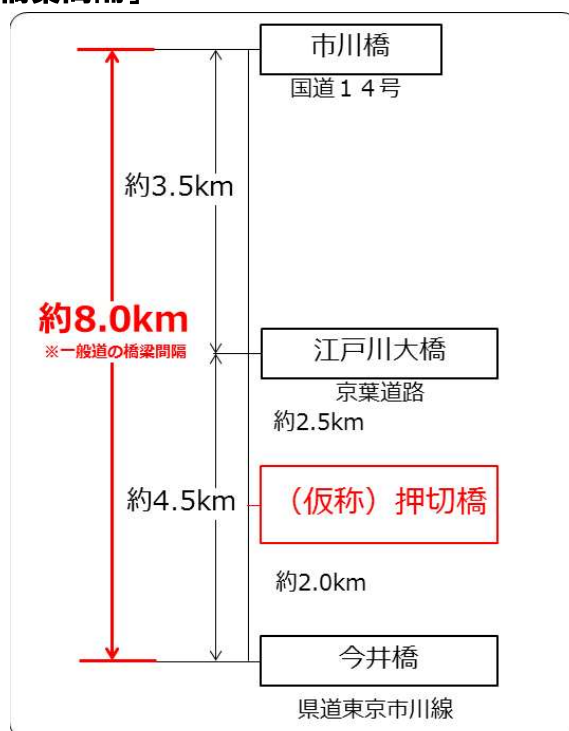 市川橋
国道１４号
約3.5km
約8.0km
※一般道の橋梁間隔
江戸川大橋
京葉道路
約2.5km
約4.5km
（仮称）押切橋
約2.0km
今井橋
県道東京市川線